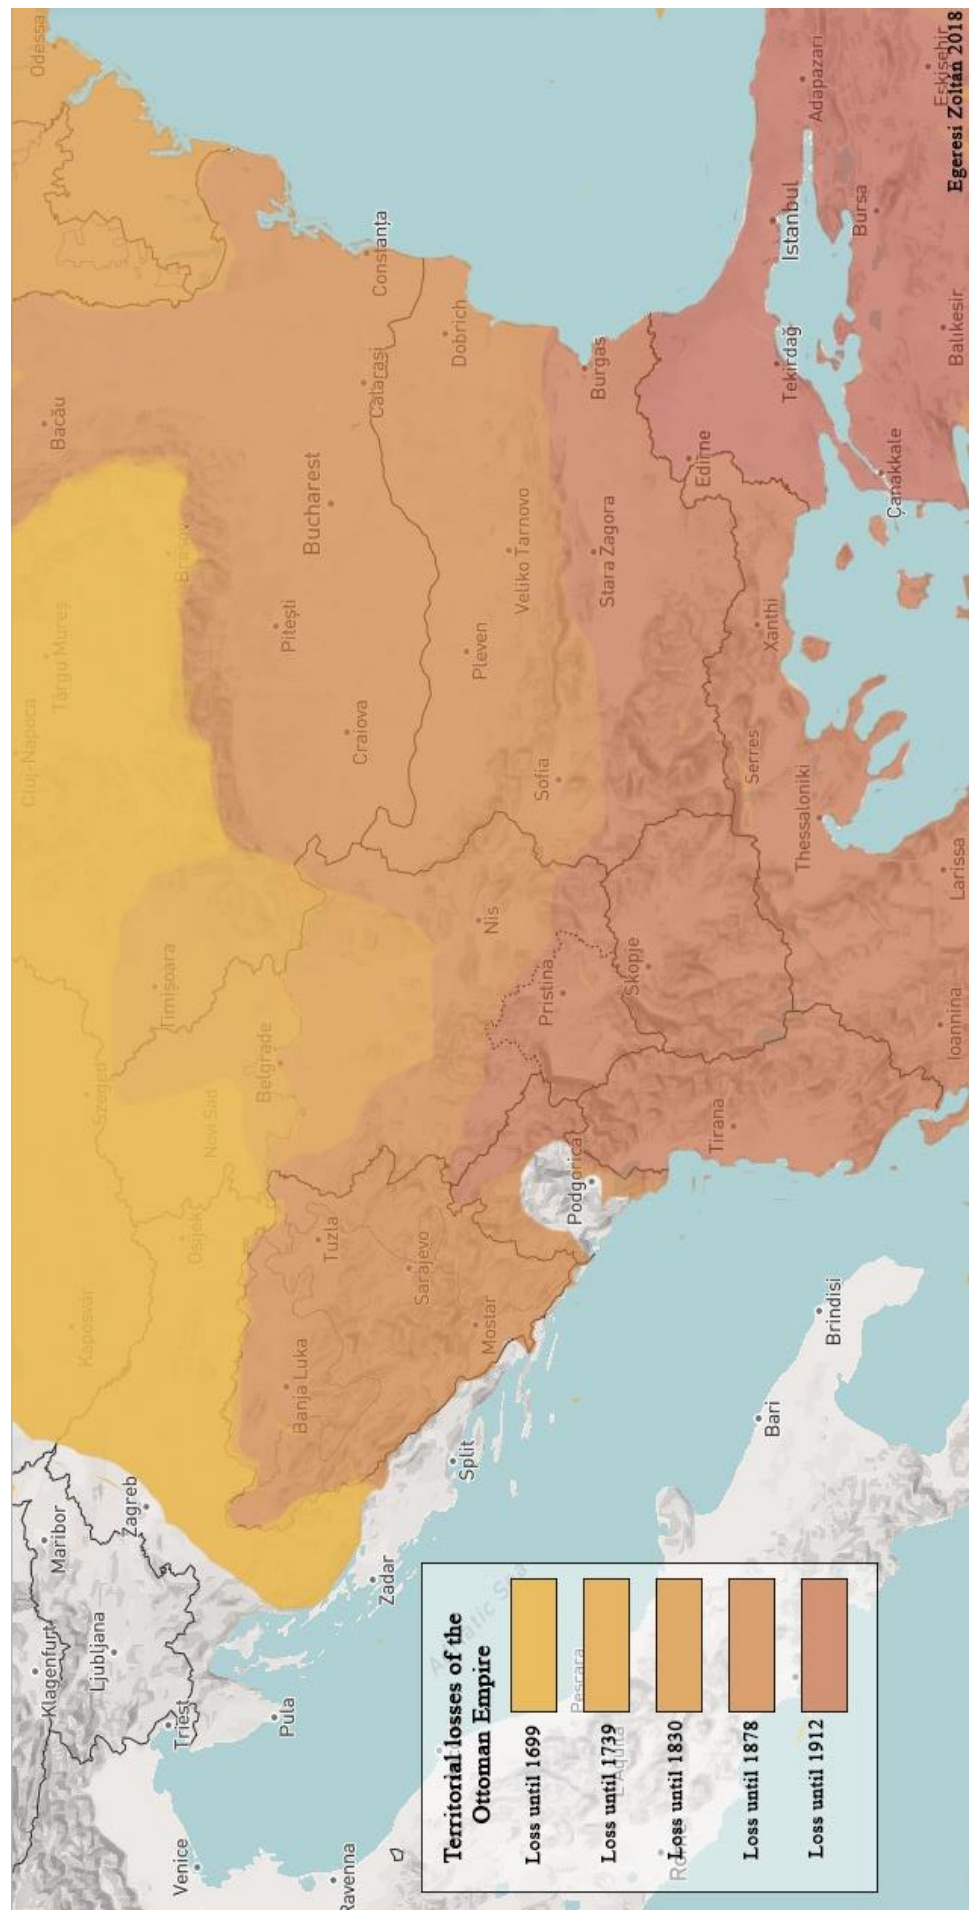 Territorial losses of the
Ottoman Empire
Loss until 1699
Loss until 1739
Loss until 1830
Loss until 1878
Loss until 1912
Egeresi Zoltán 2018
Venice
Ravenna
Klagenfurt
Maribor
Ljubljana
Triest
Zagreb
Pula
Zadar
Split
Pescara
L'Aquila
Bari
Brindisi
Kaposvár
Osijek
Szeged
Novi Sad
Timișoara
Cluj-Napoca
Târgu Mureș
Brașov
Bacău
Odessa
Banja Luka
Tuzla
Sarajevo
Mostar
Belgrade
Podgorica
Nis
Pristina
Skopje
Tirana
Craiova
Pitești
Bucharest
Călărași
Constanța
Dobrich
Pleven
Veliko Tarnovo
Sofia
Stara Zagora
Burgas
Edirne
Serres
Xanthi
Thessaloniki
Larissa
Ioannina
Tekirdağ
Istanbul
Adapazarı
Bursa
Eskişehir
Balıkesir
Çanakkale